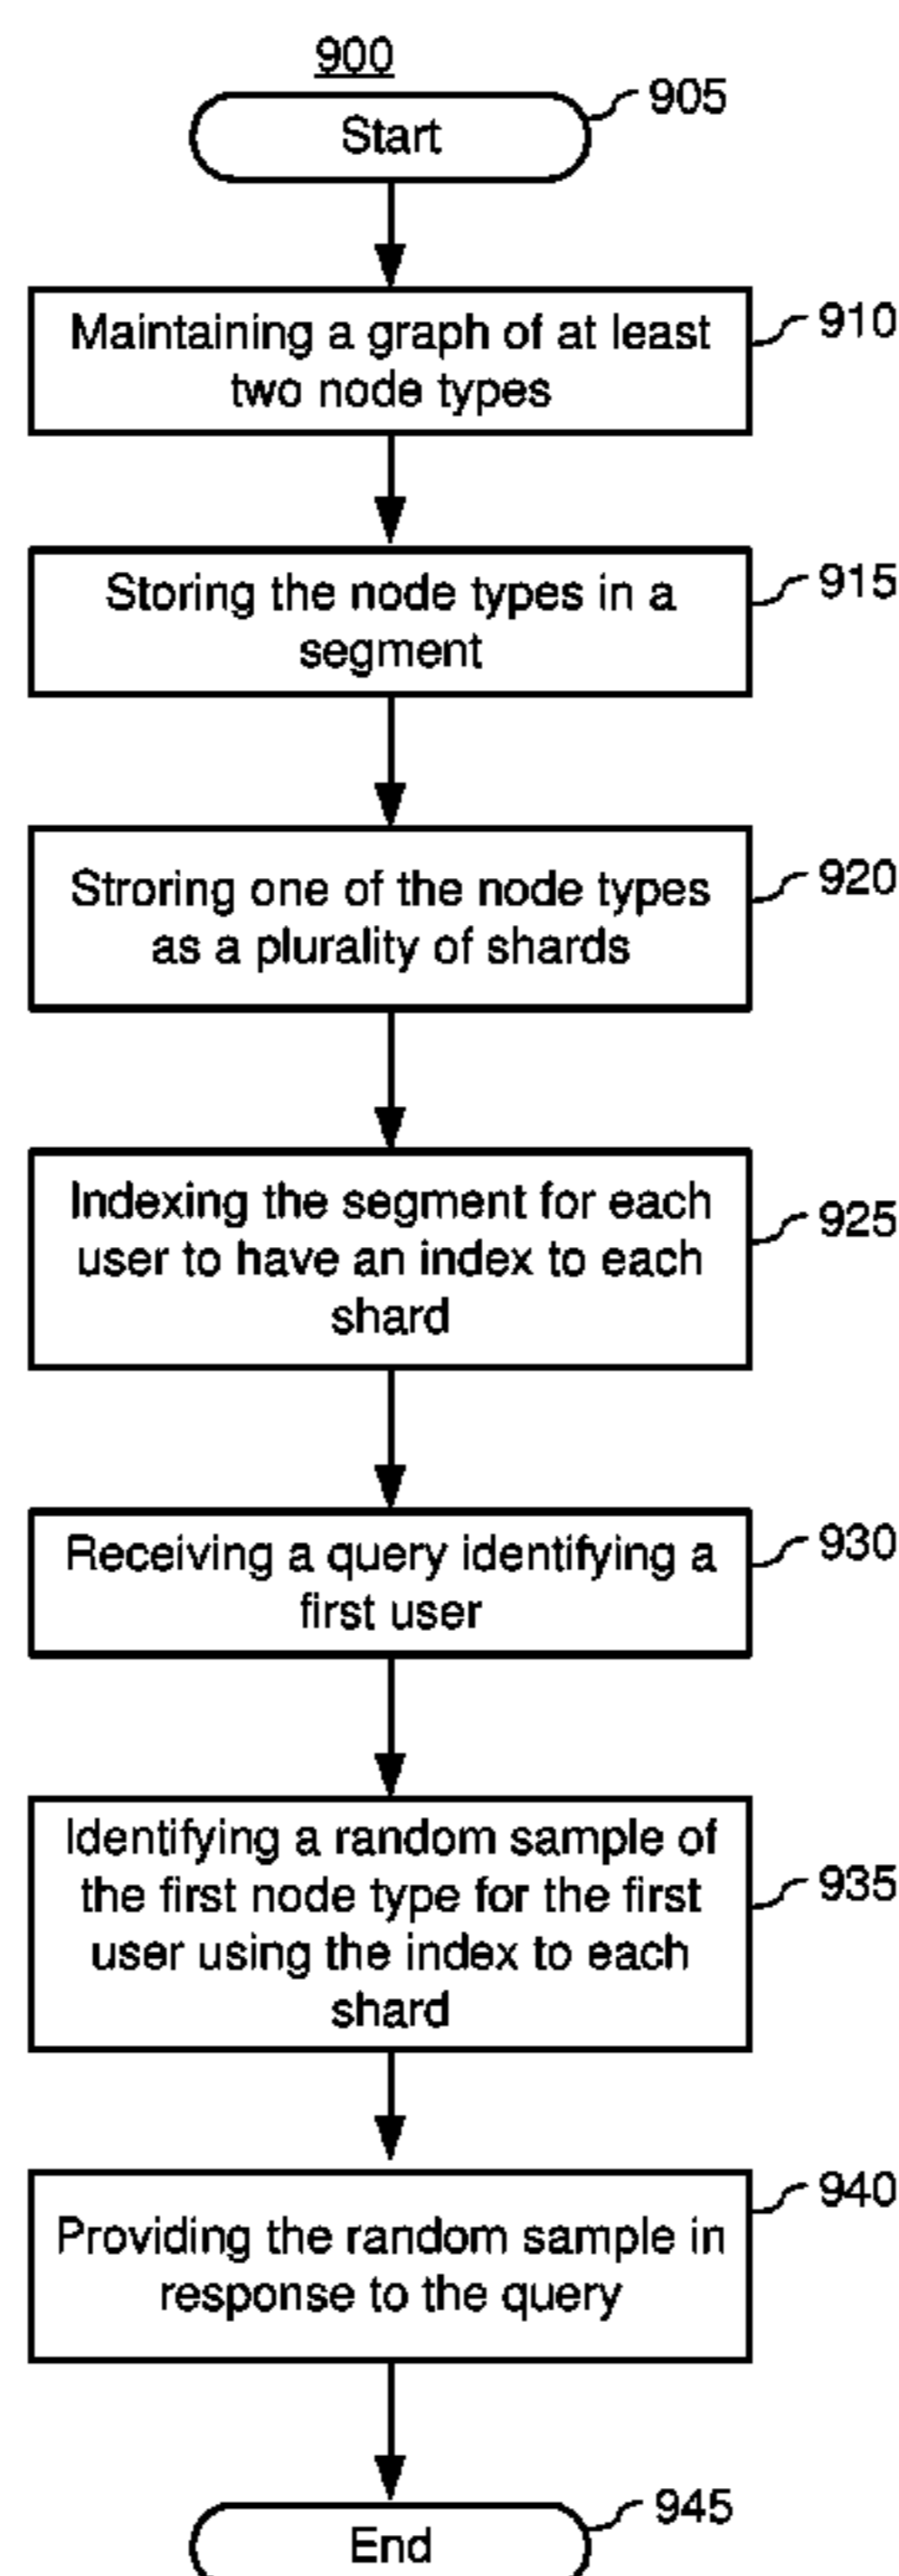 900
Start
905
Maintaining a graph of at least
two node types
910
Storing the node types in a
segment
915
Stroring one of the node types
as a plurality of shards
920
Indexing the segment for each
user to have an index to each
shard
925
Receiving a query identifying a
first user
930
Identifying a random sample of
the first node type for the first
user using the index to each
shard
935
Providing the random sample in
response to the query
940
End
945